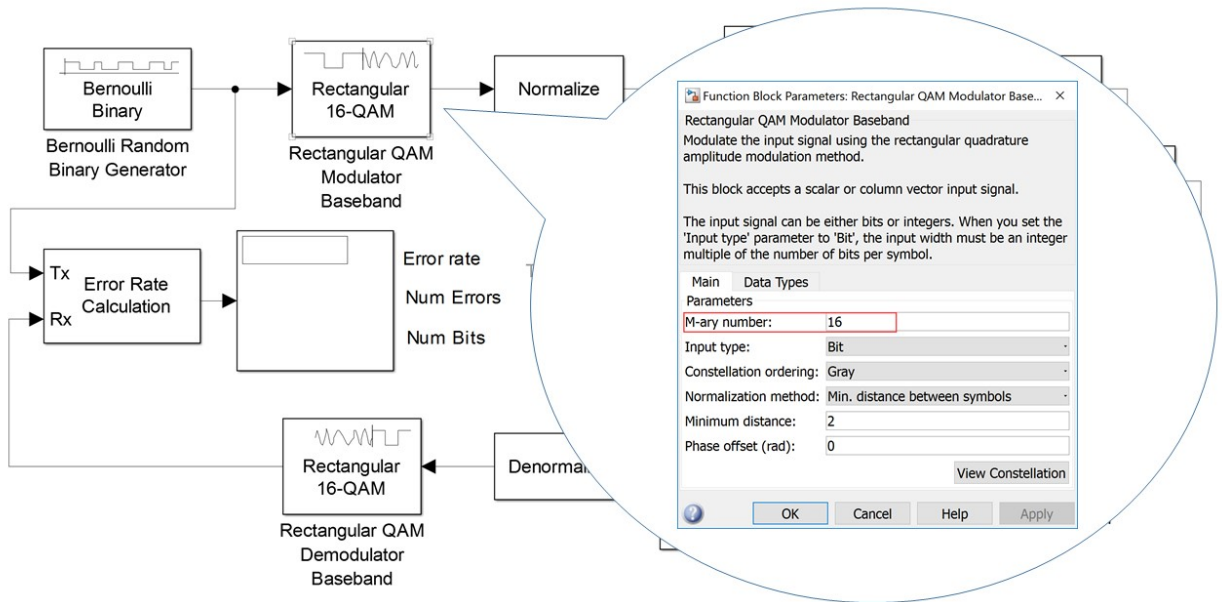 Bernoulli
Binary
Bernoulli Random
Binary Generator
Rectangular
16-QAM
Rectangular QAM
Modulator
Baseband
Normalize
Tx
Rx
Error Rate
Calculation
Error rate
Num Errors
Num Bits
Rectangular
16-QAM
Rectangular QAM
Demodulator
Baseband
Function Block Parameters: Rectangular QAM Modulator Base...
Rectangular QAM Modulator Baseband
Modulate the input signal using the rectangular quadrature
amplitude modulation method.
This block accepts a scalar or column vector input signal.
The input signal can be either bits or integers. When you set the
'Input type' parameter to 'Bit', the input width must be an integer
multiple of the number of bits per symbol.
Main Data Types
Parameters
M-ary number: 16
Input type: Bit
Constellation ordering: Gray
Normalization method: Min. distance between symbols
Minimum distance: 2
Phase offset (rad): 0
View Constellation
OK Cancel Help Apply